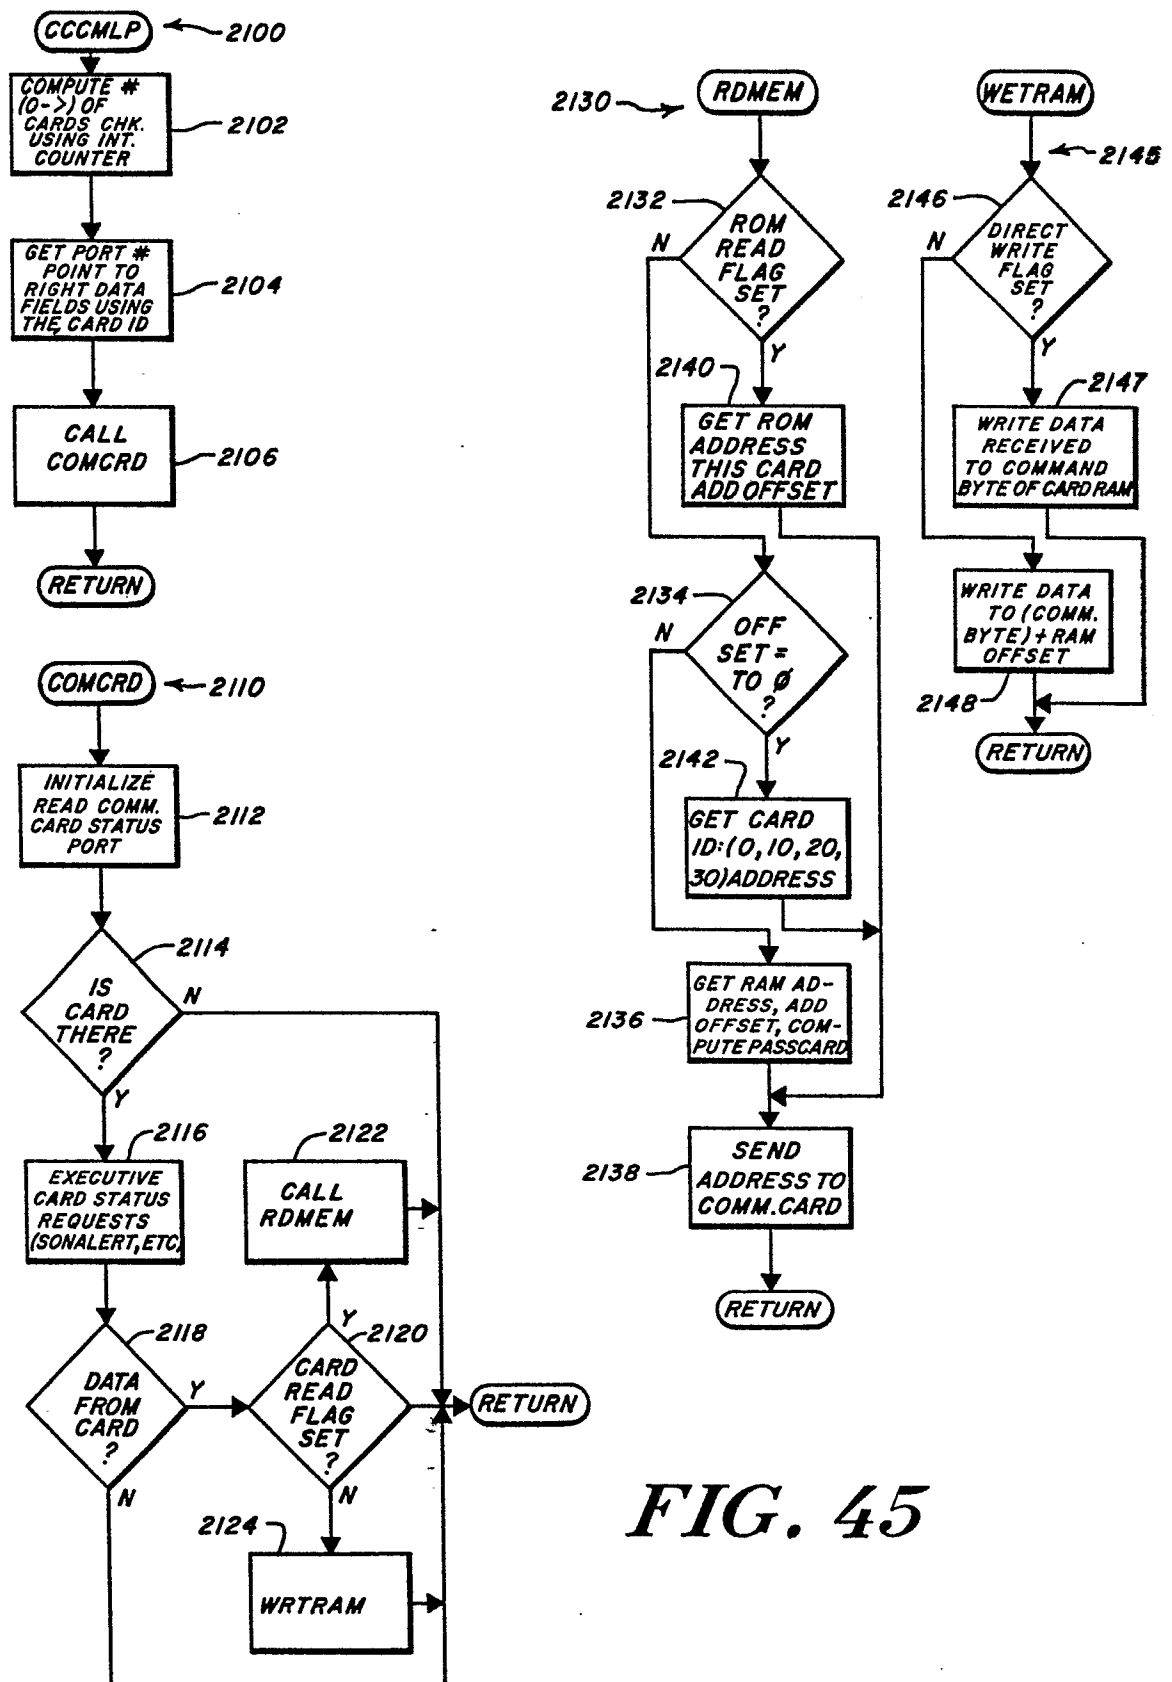 CCCMLP
2100
COMPUTE #
(0->) OF
CARDS CHK.
USING INT.
COUNTER
2102
GET PORT #
POINT TO
RIGHT DATA
FIELDS USING
THE CARD ID
2104
CALL
COMCRD
2106
RETURN
COMCRD
2110
INITIALIZE
READ COMM.
CARD STATUS
PORT
2112
IS
CARD
THERE
?
2114
N
Y
EXECUTIVE
CARD STATUS
REQUESTS
(SONALERT, ETC)
2116
DATA
FROM
CARD
?
2118
Y
N
CALL
RDMEM
2122
Y
CARD
READ
FLAG
SET
?
2120
N
2124
WRTRAM
RETURN
2130
RDMEM
2132
ROM
READ
FLAG
SET
?
N
Y
2140
GET ROM
ADDRESS
THIS CARD
ADD OFFSET
2134
OFF
SET =
TO Ø
?
N
Y
2142
GET CARD
ID:(0,10,20,
30)ADDRESS
2136
GET RAM AD-
DRESS, ADD
OFFSET, COM-
PUTE PASSCARD
2138
SEND
ADDRESS TO
COMM. CARD
RETURN
WETRAM
2145
2146
DIRECT
WRITE
FLAG
SET
?
N
Y
2147
WRITE DATA
RECEIVED
TO COMMAND
BYTE OF CARD RAM
WRITE DATA
TO (COMM.
BYTE) + RAM
OFFSET
2148
RETURN
FIG. 45